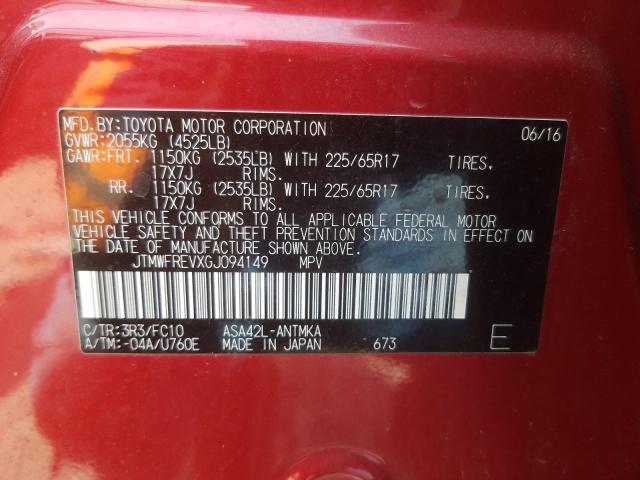 MFD.BY:TOYOTA MOTOR CORPORATION 06/16
GVWR:2055KG (4525LB)
GAWR:FRT. 1150KG (2535LB) WITH 225/65R17 TIRES,
17X7J RIMS.
RR. 1150KG (2535LB) WITH 225/65R17 TIRES,
17X7J RIMS.
THIS VEHICLE CONFORMS TO ALL APPLICABLE FEDERAL MOTOR
VEHICLE SAFETY AND THEFT PREVENTION STANDARDS IN EFFECT ON
THE DATE OF MANUFACTURE SHOWN ABOVE.
JTMWFREVXGJ094149 MPV
C/TR:3R3/FC10 ASA42L-ANTMKA
A/TM:-04A/U760E MADE IN JAPAN 673 E